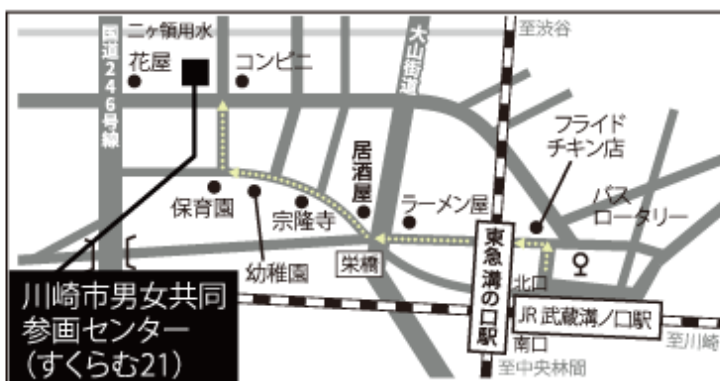 至渋谷
二ヶ領用水
花屋
コンビニ
国道246号線
大山街道
フライド
チキン店
居酒屋
バス
ロータリー
保育園
宗隆寺
ラーメン屋
幼稚園
栄橋
東急溝の口駅
北口
JR武蔵溝ノ口駅
南口
至川崎
至中央林間
川崎市男女共同
参画センター
(すくらむ21)